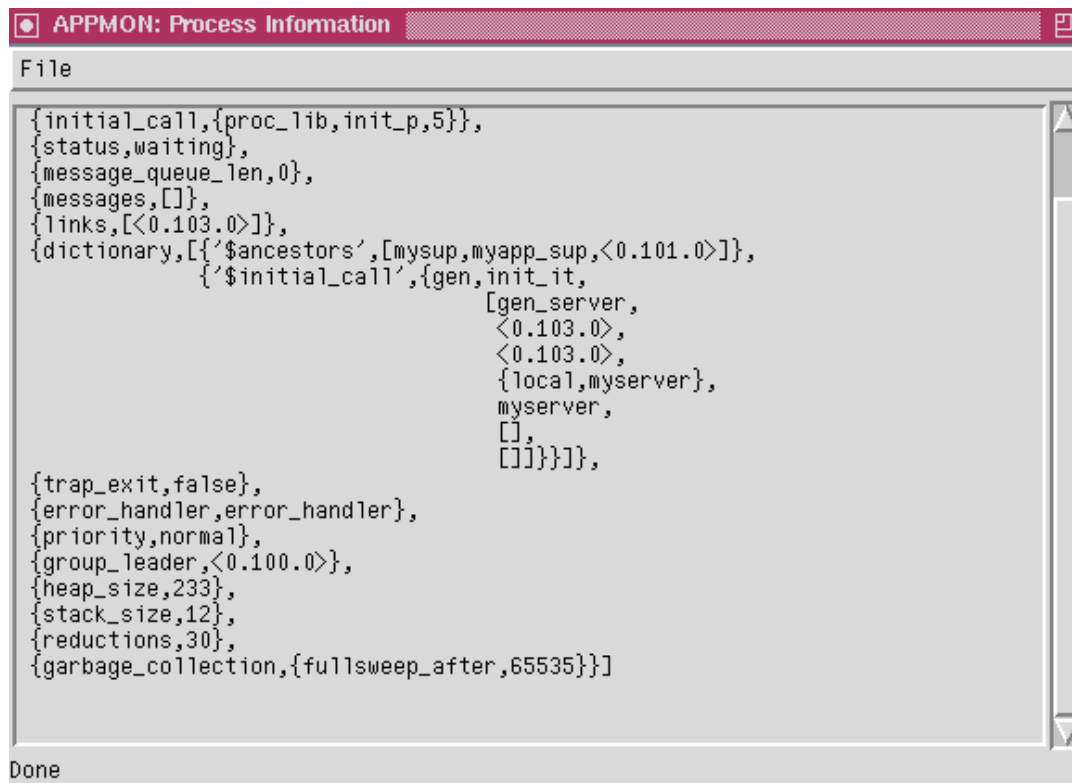 APPMON: Process Information
File
{initial_call,{proc_lib,init_p,5}},
{status,waiting},
{message_queue_len,0},
{messages,[]},
{links,[<0.103.0>]},
{dictionary,[{'$ancestors',[mysup,myapp_sup,<0.101.0>]},
{'$initial_call',{gen,init_it,
[gen_server,
<0.103.0>,
<0.103.0>,
{local,myserver},
myserver,
[],
[]]}}]},
{trap_exit,false},
{error_handler,error_handler},
{priority,normal},
{group_leader,<0.100.0>},
{heap_size,233},
{stack_size,12},
{reductions,30},
{garbage_collection,{fullsweep_after,65535}}]
Done